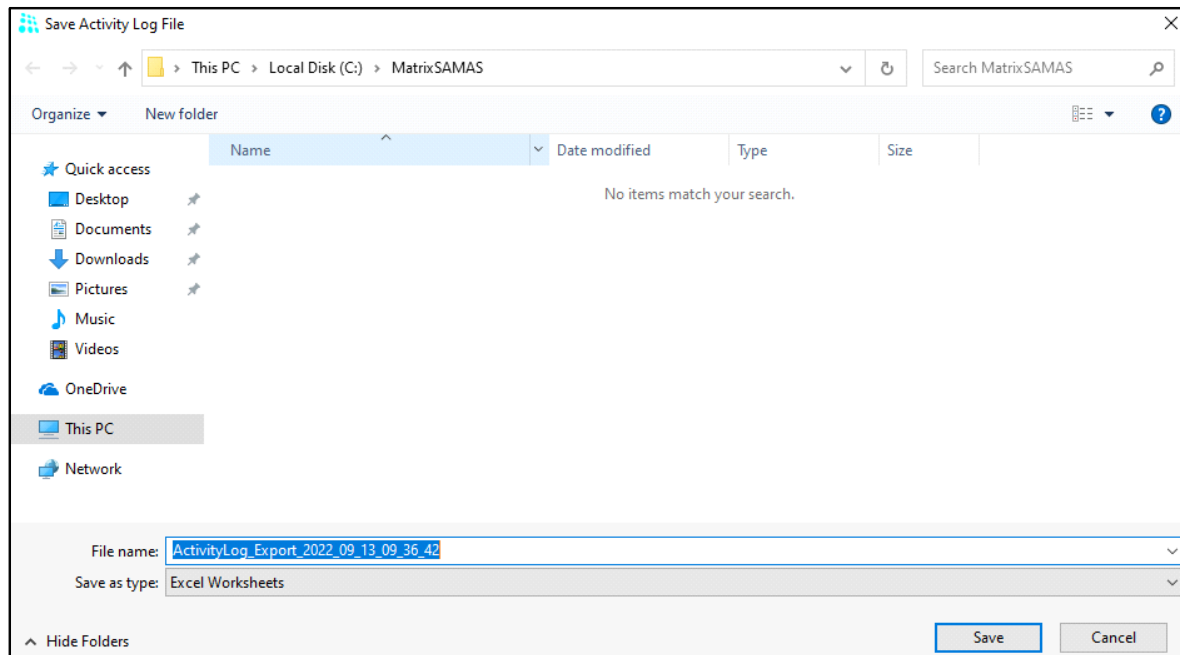 Save Activity Log File
This PC > Local Disk (C:) > MatrixSAMAS
Search MatrixSAMAS
Organize
New folder
?
Name
Date modified
Type
Size
No items match your search.
Quick access
Desktop
Documents
Downloads
Pictures
Music
Videos
OneDrive
This PC
Network
File name: ActivityLog_Export_2022_09_13_09_36_42
Save as type: Excel Worksheets
Hide Folders
Save
Cancel